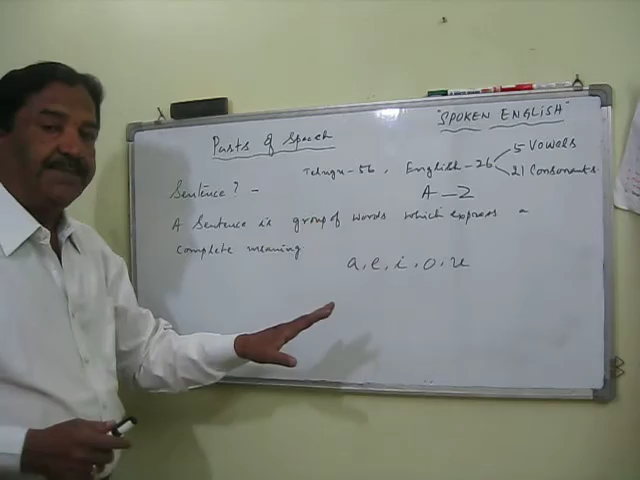 "SPOKEN ENGLISH"
Parts of Speech
Telugu-56, English-26
5 Vowels
21 Consonants
A-Z
Sentence? -
A Sentence is group of words which express a
complete meaning
a, e, i, o, u